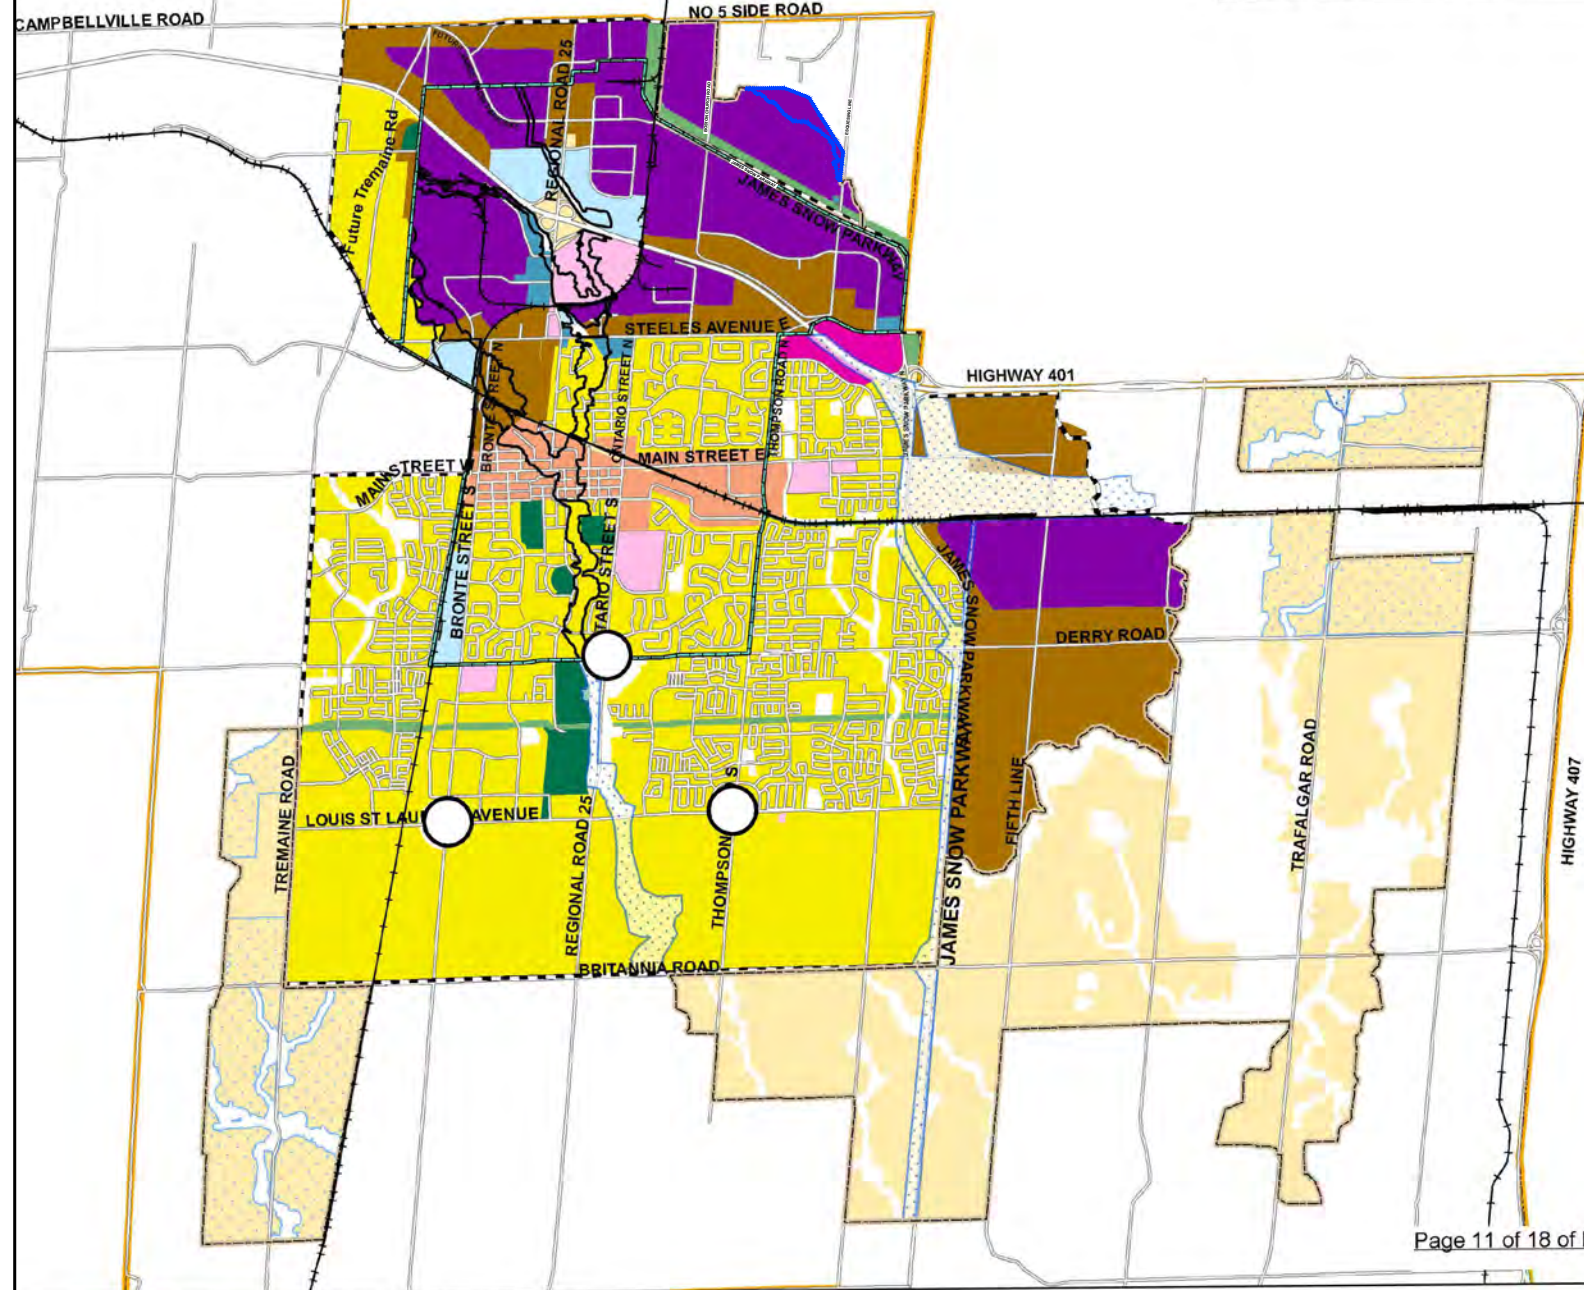 CAMPBELLVILLE ROAD
NO 5 SIDE ROAD
REGIONAL ROAD 25
Future Tremaine Rd
JAMES SNOW PARKWAY
STEELES AVENUE E
HIGHWAY 401
BRONTE STREET N
ONTARIO STREET N
THOMPSON ROAD N
MAIN STREET E
MAIN STREET W
BRONTE STREET S
TARIO STREET S
JAMES SNOW PARKWAY
DERRY ROAD
TREMAINE ROAD
LOUIS ST LAU
AVENUE
REGIONAL ROAD 25
THOMPSON
S
JAMES SNOW PARKWAY
FIFTH LINE
TRAFALGAR ROAD
HIGHWAY 407
BRITANNIA ROAD
Page 11 of 18 of